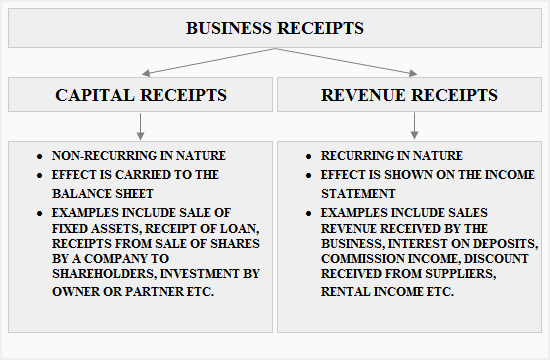 BUSINESS RECEIPTS
CAPITAL RECEIPTS
REVENUE RECEIPTS
• NON-RECURRING IN NATURE
• EFFECT IS CARRIED TO THE
BALANCE SHEET
• EXAMPLES INCLUDE SALE OF
FIXED ASSETS, RECEIPT OF LOAN,
RECEIPTS FROM SALE OF SHARES
BY A COMPANY TO
SHAREHOLDERS, INVESTMENT BY
OWNER OR PARTNER ETC.
• RECURRING IN NATURE
• EFFECT IS SHOWN ON THE INCOME
STATEMENT
• EXAMPLES INCLUDE SALES
REVENUE RECEIVED BY THE
BUSINESS, INTEREST ON DEPOSITS,
COMMISSION INCOME, DISCOUNT
RECEIVED FROM SUPPLIERS,
RENTAL INCOME ETC.